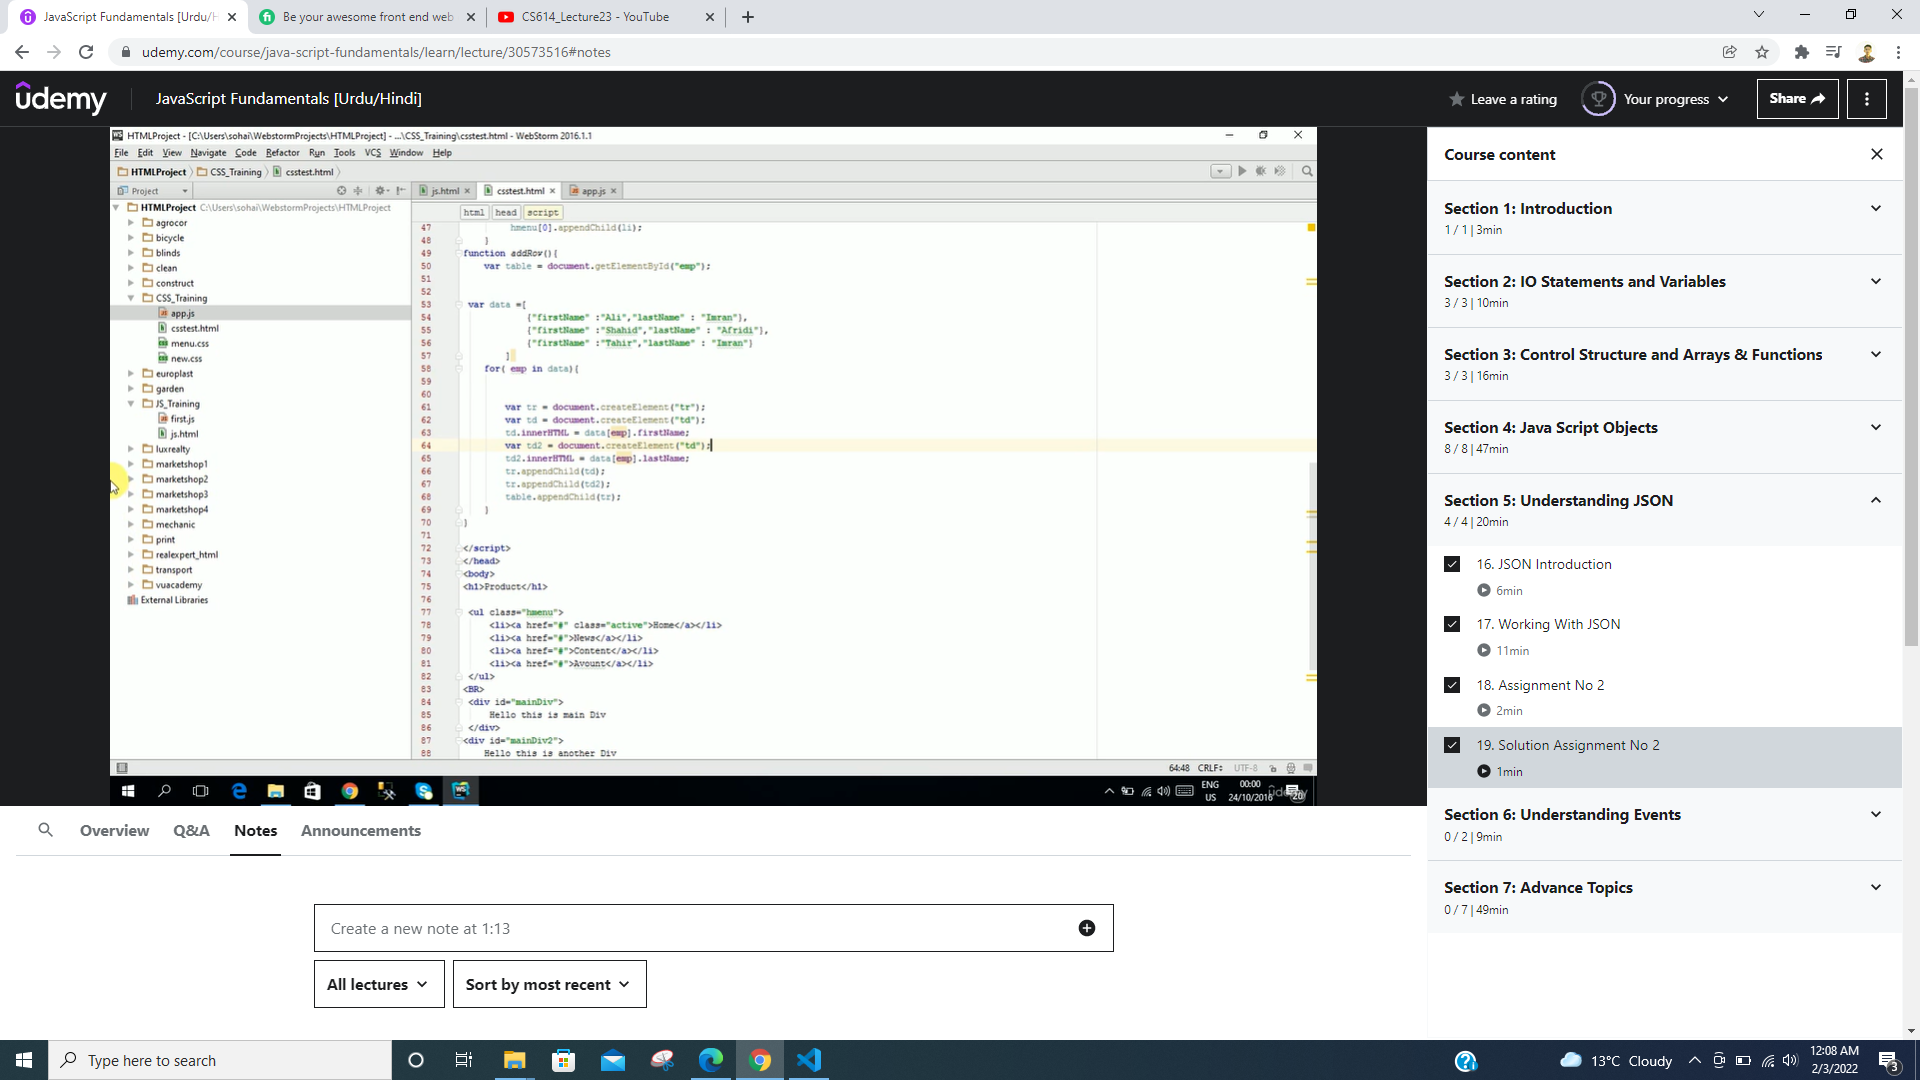 JavaScript Fundamentals [Urdu/H
Be your awesome front end web
CS614_Lecture23 - YouTube
udemy.com/course/java-script-fundamentals/learn/lecture/30573516#notes
udemy
JavaScript Fundamentals [Urdu/Hindi]
Leave a rating
Your progress
Share
HTMLProject - [C:\Users\sohai\WebstormProjects\HTMLProject] - ...\CSS_Training\csstest.html - WebStorm 2016.1.1
File Edit View Navigate Code Refactor Run Tools VCS Window Help
HTMLProject CSS_Training csstest.html
Project
js.html csstest.html app.js
HTMLProject C:\Users\sohai\WebstormProjects\HTMLProject
agrocor
bicycle
blinds
clean
construct
CSS_Training
app.js
csstest.html
menu.css
new.css
europlast
garden
JS_Training
first.js
js.html
luxrealty
marketshop1
marketshop2
marketshop3
marketshop4
mechanic
print
realexpert_html
transport
vuacademy
External Libraries
html head script
47 hmenu[0].appendChild(li);
48 }
49 function addRov(){
50 var table = document.getElementById("emp");
51
52
53 var data =[
54 {"firstName" :"Ali","lastName" : "Imran"},
55 {"firstName" :"Shahid","lastName" : "Afridi"},
56 {"firstName" :"Tahir","lastName" : "Imran"}
57 ]
58 for( emp in data){
59
60
61 var tr = document.createElement("tr");
62 var td = document.createElement("td");
63 td.innerHTML = data[emp].firstName;
64 var td2 = document.createElement("td");
65 td2.innerHTML = data[emp].lastName;
66 tr.appendChild(td);
67 tr.appendChild(td2);
68 table.appendChild(tr);
69 }
70 }
71
72 </script>
73 </head>
74 <body>
75 <h1>Product</h1>
76
77 <ul class="hmenu">
78 <li><a href="#" class="active">Home</a></li>
79 <li><a href="#">News</a></li>
80 <li><a href="#">Content</a></li>
81 <li><a href="#">Avount</a></li>
82 </ul>
83 <BR>
84 <div id="mainDiv">
85 Hello this is main Div
86 </div>
87 <div id="mainDiv2">
88 Hello this is another Div
64:48 CRLF÷ UTF-8
ENG
US
00:00
24/10/2016
udemy
20
Course content
Section 1: Introduction
1 / 1 | 3min
Section 2: IO Statements and Variables
3 / 3 | 10min
Section 3: Control Structure and Arrays & Functions
3 / 3 | 16min
Section 4: Java Script Objects
8 / 8 | 47min
Section 5: Understanding JSON
4 / 4 | 20min
16. JSON Introduction
6min
17. Working With JSON
11min
18. Assignment No 2
2min
19. Solution Assignment No 2
1min
Section 6: Understanding Events
0 / 2 | 9min
Section 7: Advance Topics
0 / 7 | 49min
Overview Q&A Notes Announcements
Create a new note at 1:13
All lectures
Sort by most recent
Type here to search
13°C Cloudy
12:08 AM
2/3/2022
3